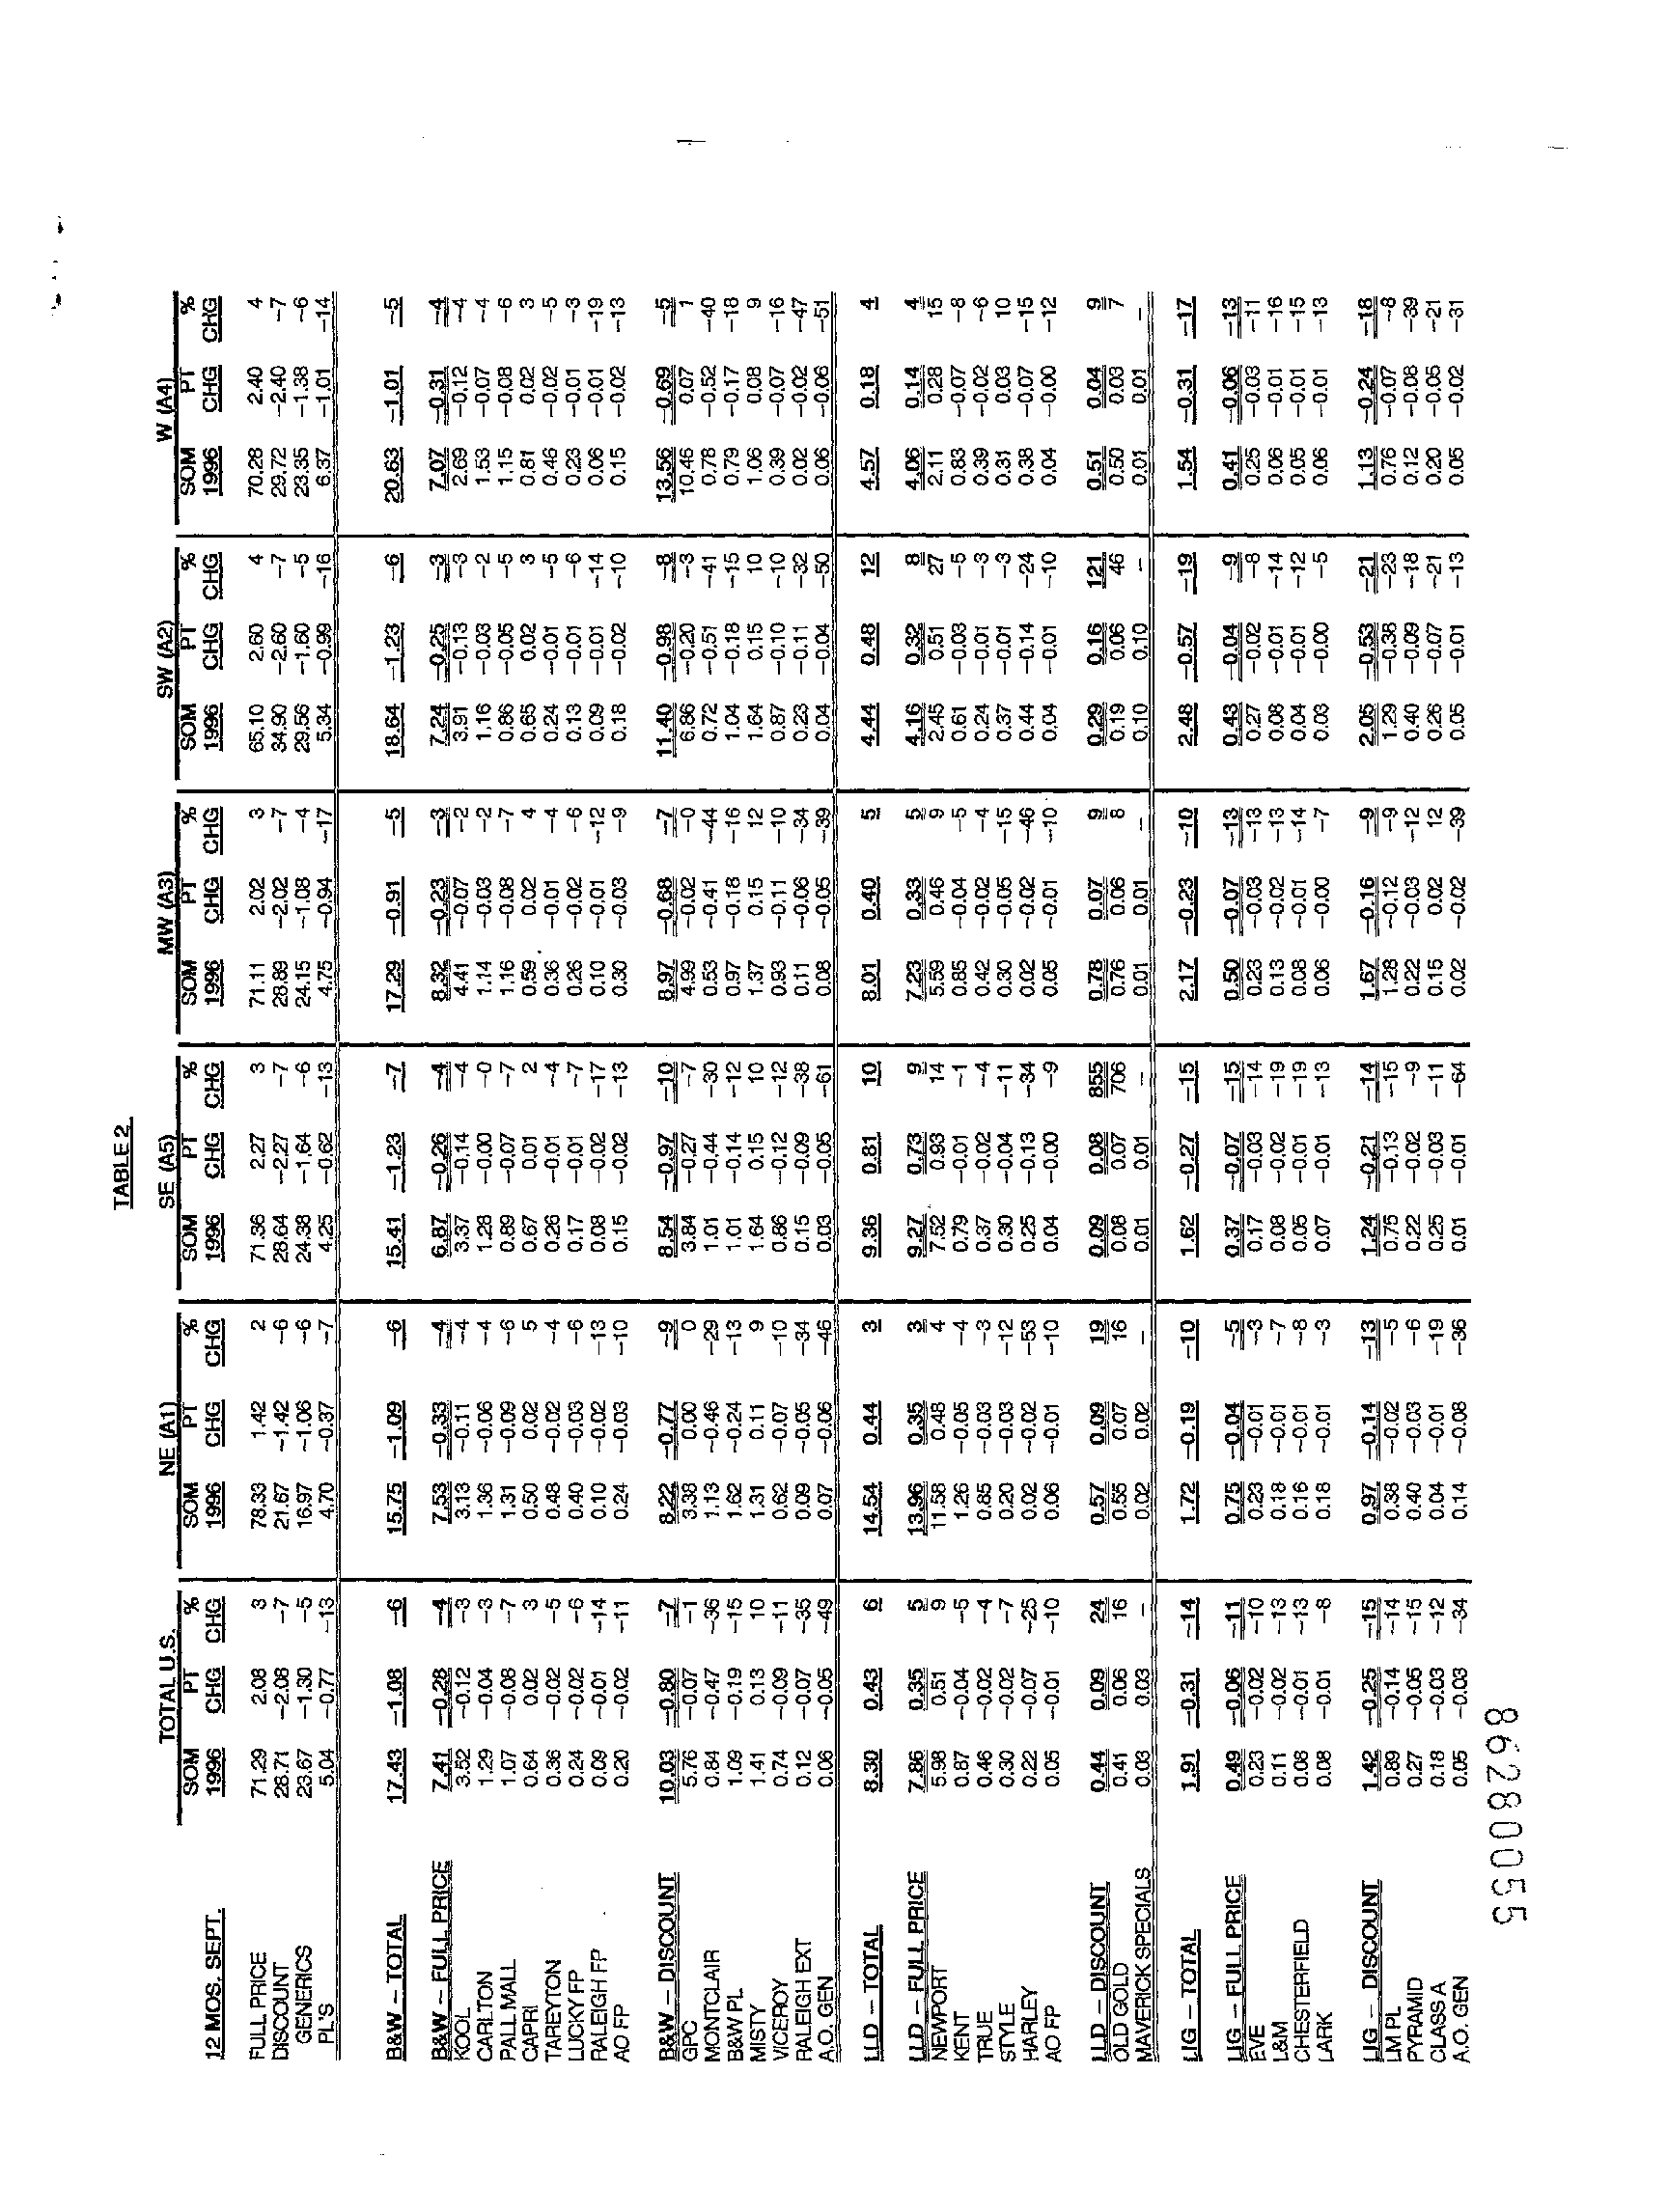 TABLE 2
TOTAL U.S. NE (A1) SE (A5) MW (A3) SW (A2) W (A4)
SOM PT % SOM PT % SOM PT % SOM PT % SOM PT % SOM PT %
12 MOS. SEPT. 1996 CHG CHG 1996 CHG CHG 1996 CHG CHG 1996 CHG CHG 1996 CHG CHG 1996 CHG CHG
FULL PRICE 71.29 2.08 3 78.33 1.42 2 71.36 2.27 3 71.11 2.02 3 65.10 2.60 4 70.28 2.40 4
DISCOUNT 28.71 -2.08 -7 21.67 -1.42 -6 28.64 -2.27 -7 28.89 -2.02 -7 34.90 -2.60 -7 29.72 -2.40 -7
GENERICS 23.67 -1.30 -5 16.97 -1.06 -6 24.38 -1.64 -6 24.15 -1.08 -4 29.56 -1.60 -5 23.35 -1.38 -6
PL'S 5.04 -0.77 -13 4.70 -0.37 -7 4.25 -0.62 -13 4.75 -0.94 -17 5.34 -0.99 -16 6.37 -1.01 -14
B&W - TOTAL 17.43 -1.08 -6 15.75 -1.09 -6 15.41 -1.23 -7 17.29 -0.91 -5 18.64 -1.23 -6 20.63 -1.01 -5
B&W - FULL PRICE 7.41 -0.28 -4 7.53 -0.33 -4 6.87 -0.26 -4 8.32 -0.23 -3 7.24 -0.25 -3 7.07 -0.31 -4
KOOL 3.52 -0.12 -3 3.13 -0.11 -4 3.37 -0.14 -4 4.41 -0.07 -2 3.91 -0.13 -3 2.69 -0.12 -4
CARLTON 1.29 -0.04 -3 1.36 -0.06 -4 1.28 -0.00 -0 1.14 -0.03 -2 1.16 -0.03 -2 1.53 -0.07 -4
PALL MALL 1.07 -0.08 -7 1.31 -0.09 -6 0.89 -0.07 -7 1.16 -0.08 -7 0.86 -0.05 -5 1.15 -0.08 -6
CAPRI 0.64 0.02 3 0.50 0.02 5 0.67 0.01 2 0.59 0.02 4 0.65 0.02 3 0.81 0.02 3
TAREYTON 0.36 -0.02 -5 0.48 -0.02 -4 0.26 -0.01 -4 0.36 -0.01 -4 0.24 -0.01 -5 0.46 -0.02 -5
LUCKY FP 0.24 -0.02 -6 0.40 -0.03 -6 0.17 -0.01 -7 0.26 -0.02 -6 0.13 -0.01 -6 0.23 -0.01 -3
RALEIGH FP 0.09 -0.01 -14 0.10 -0.02 -13 0.08 -0.02 -17 0.10 -0.01 -12 0.09 -0.01 -14 0.06 -0.01 -19
AO FP 0.20 -0.02 -11 0.24 -0.03 -10 0.15 -0.02 -13 0.30 -0.03 -9 0.18 -0.02 -10 0.15 -0.02 -13
B&W - DISCOUNT 10.03 -0.80 -7 8.22 -0.77 -9 8.54 -0.97 -10 8.97 -0.68 -7 11.40 -0.98 -8 13.56 -0.69 -5
GPC 5.76 -0.07 -1 3.38 0.00 0 3.84 -0.27 -7 4.99 -0.02 -0 6.86 -0.20 -3 10.46 0.07 1
MONTCLAIR 0.84 -0.47 -36 1.13 -0.46 -29 1.01 -0.44 -30 0.53 -0.41 -44 0.72 -0.51 -41 0.78 -0.52 -40
B&W PL 1.09 -0.19 -15 1.62 -0.24 -13 1.01 -0.14 -12 0.97 -0.18 -16 1.04 -0.18 -15 0.79 -0.17 -18
MISTY 1.41 0.13 10 1.31 0.11 9 1.64 0.15 10 1.37 0.15 12 1.64 0.15 10 1.06 0.08 9
VICEROY 0.74 -0.09 -11 0.62 -0.07 -10 0.86 -0.12 -12 0.93 -0.11 -10 0.87 -0.10 -10 0.39 -0.07 -16
RALEIGH EXT 0.12 -0.07 -35 0.09 -0.05 -34 0.15 -0.09 -38 0.11 -0.06 -34 0.23 -0.11 -32 0.02 -0.02 -47
A.O. GEN 0.06 -0.05 -49 0.07 -0.06 -46 0.03 -0.05 -61 0.08 -0.05 -39 0.04 -0.04 -50 0.06 -0.06 -51
LLD - TOTAL 8.30 0.43 6 14.54 0.44 3 9.36 0.81 10 8.01 0.40 5 4.44 0.48 12 4.57 0.18 4
LLD - FULL PRICE 7.86 0.35 5 13.96 0.35 3 9.27 0.73 9 7.23 0.33 5 4.16 0.32 8 4.06 0.14 4
NEWPORT 5.98 0.51 9 11.58 0.48 4 7.52 0.93 14 5.59 0.46 9 2.45 0.51 27 2.11 0.28 15
KENT 0.87 -0.04 -5 1.26 -0.05 -4 0.79 -0.01 -1 0.85 -0.04 -5 0.61 -0.03 -5 0.83 -0.07 -8
TRUE 0.46 -0.02 -4 0.85 -0.03 -3 0.37 -0.02 -4 0.42 -0.02 -4 0.24 -0.01 -3 0.39 -0.02 -6
STYLE 0.30 -0.02 -7 0.20 -0.03 -12 0.30 -0.04 -11 0.30 -0.05 -15 0.37 -0.01 -3 0.31 0.03 10
HARLEY 0.22 -0.07 -25 0.02 -0.02 -53 0.25 -0.13 -34 0.02 -0.02 -46 0.44 -0.14 -24 0.38 -0.07 -15
AO FP 0.05 -0.01 -10 0.06 -0.01 -10 0.04 -0.00 -9 0.05 -0.01 -10 0.04 -0.01 -10 0.04 -0.00 -12
LLD - DISCOUNT 0.44 0.09 24 0.57 0.09 19 0.09 0.08 855 0.78 0.07 9 0.29 0.16 121 0.51 0.04 9
OLD GOLD 0.41 0.06 16 0.55 0.07 16 0.08 0.07 706 0.76 0.06 8 0.19 0.06 46 0.50 0.03 7
MAVERICK SPECIALS 0.03 0.03 - 0.02 0.02 - 0.01 0.01 - 0.01 0.01 - 0.10 0.10 - 0.01 0.01 -
LIG - TOTAL 1.91 -0.31 -14 1.72 -0.19 -10 1.62 -0.27 -15 2.17 -0.23 -10 2.48 -0.57 -19 1.54 -0.31 -17
LIG - FULL PRICE 0.49 -0.06 -11 0.75 -0.04 -5 0.37 -0.07 -15 0.50 -0.07 -13 0.43 -0.04 -9 0.41 -0.06 -13
EVE 0.23 -0.02 -10 0.23 -0.01 -3 0.17 -0.03 -14 0.23 -0.03 -13 0.27 -0.02 -8 0.25 -0.03 -11
L&M 0.11 -0.02 -13 0.18 -0.01 -7 0.08 -0.02 -19 0.13 -0.02 -13 0.08 -0.01 -14 0.06 -0.01 -16
CHESTERFIELD 0.08 -0.01 -13 0.16 -0.01 -8 0.05 -0.01 -19 0.08 -0.01 -14 0.04 -0.01 -12 0.05 -0.01 -15
LARK 0.08 -0.01 -8 0.18 -0.01 -3 0.07 -0.01 -13 0.06 -0.00 -7 0.03 -0.00 -5 0.06 -0.01 -13
LIG - DISCOUNT 1.42 -0.25 -15 0.97 -0.14 -13 1.24 -0.21 -14 1.67 -0.16 -9 2.05 -0.53 -21 1.13 -0.24 -18
LM PL 0.89 -0.14 -14 0.38 -0.02 -5 0.75 -0.13 -15 1.28 -0.12 -9 1.29 -0.38 -23 0.76 -0.07 -8
PYRAMID 0.27 -0.05 -15 0.40 -0.03 -6 0.22 -0.02 -9 0.22 -0.03 -12 0.40 -0.09 -18 0.12 -0.08 -39
CLASS A 0.18 -0.03 -12 0.04 -0.01 -19 0.25 -0.03 -11 0.15 0.02 12 0.26 -0.07 -21 0.20 -0.05 -21
A.O. GEN 0.05 -0.03 -34 0.14 -0.08 -36 0.01 -0.01 -64 0.02 -0.02 -39 0.05 -0.01 -13 0.05 -0.02 -31
86280055